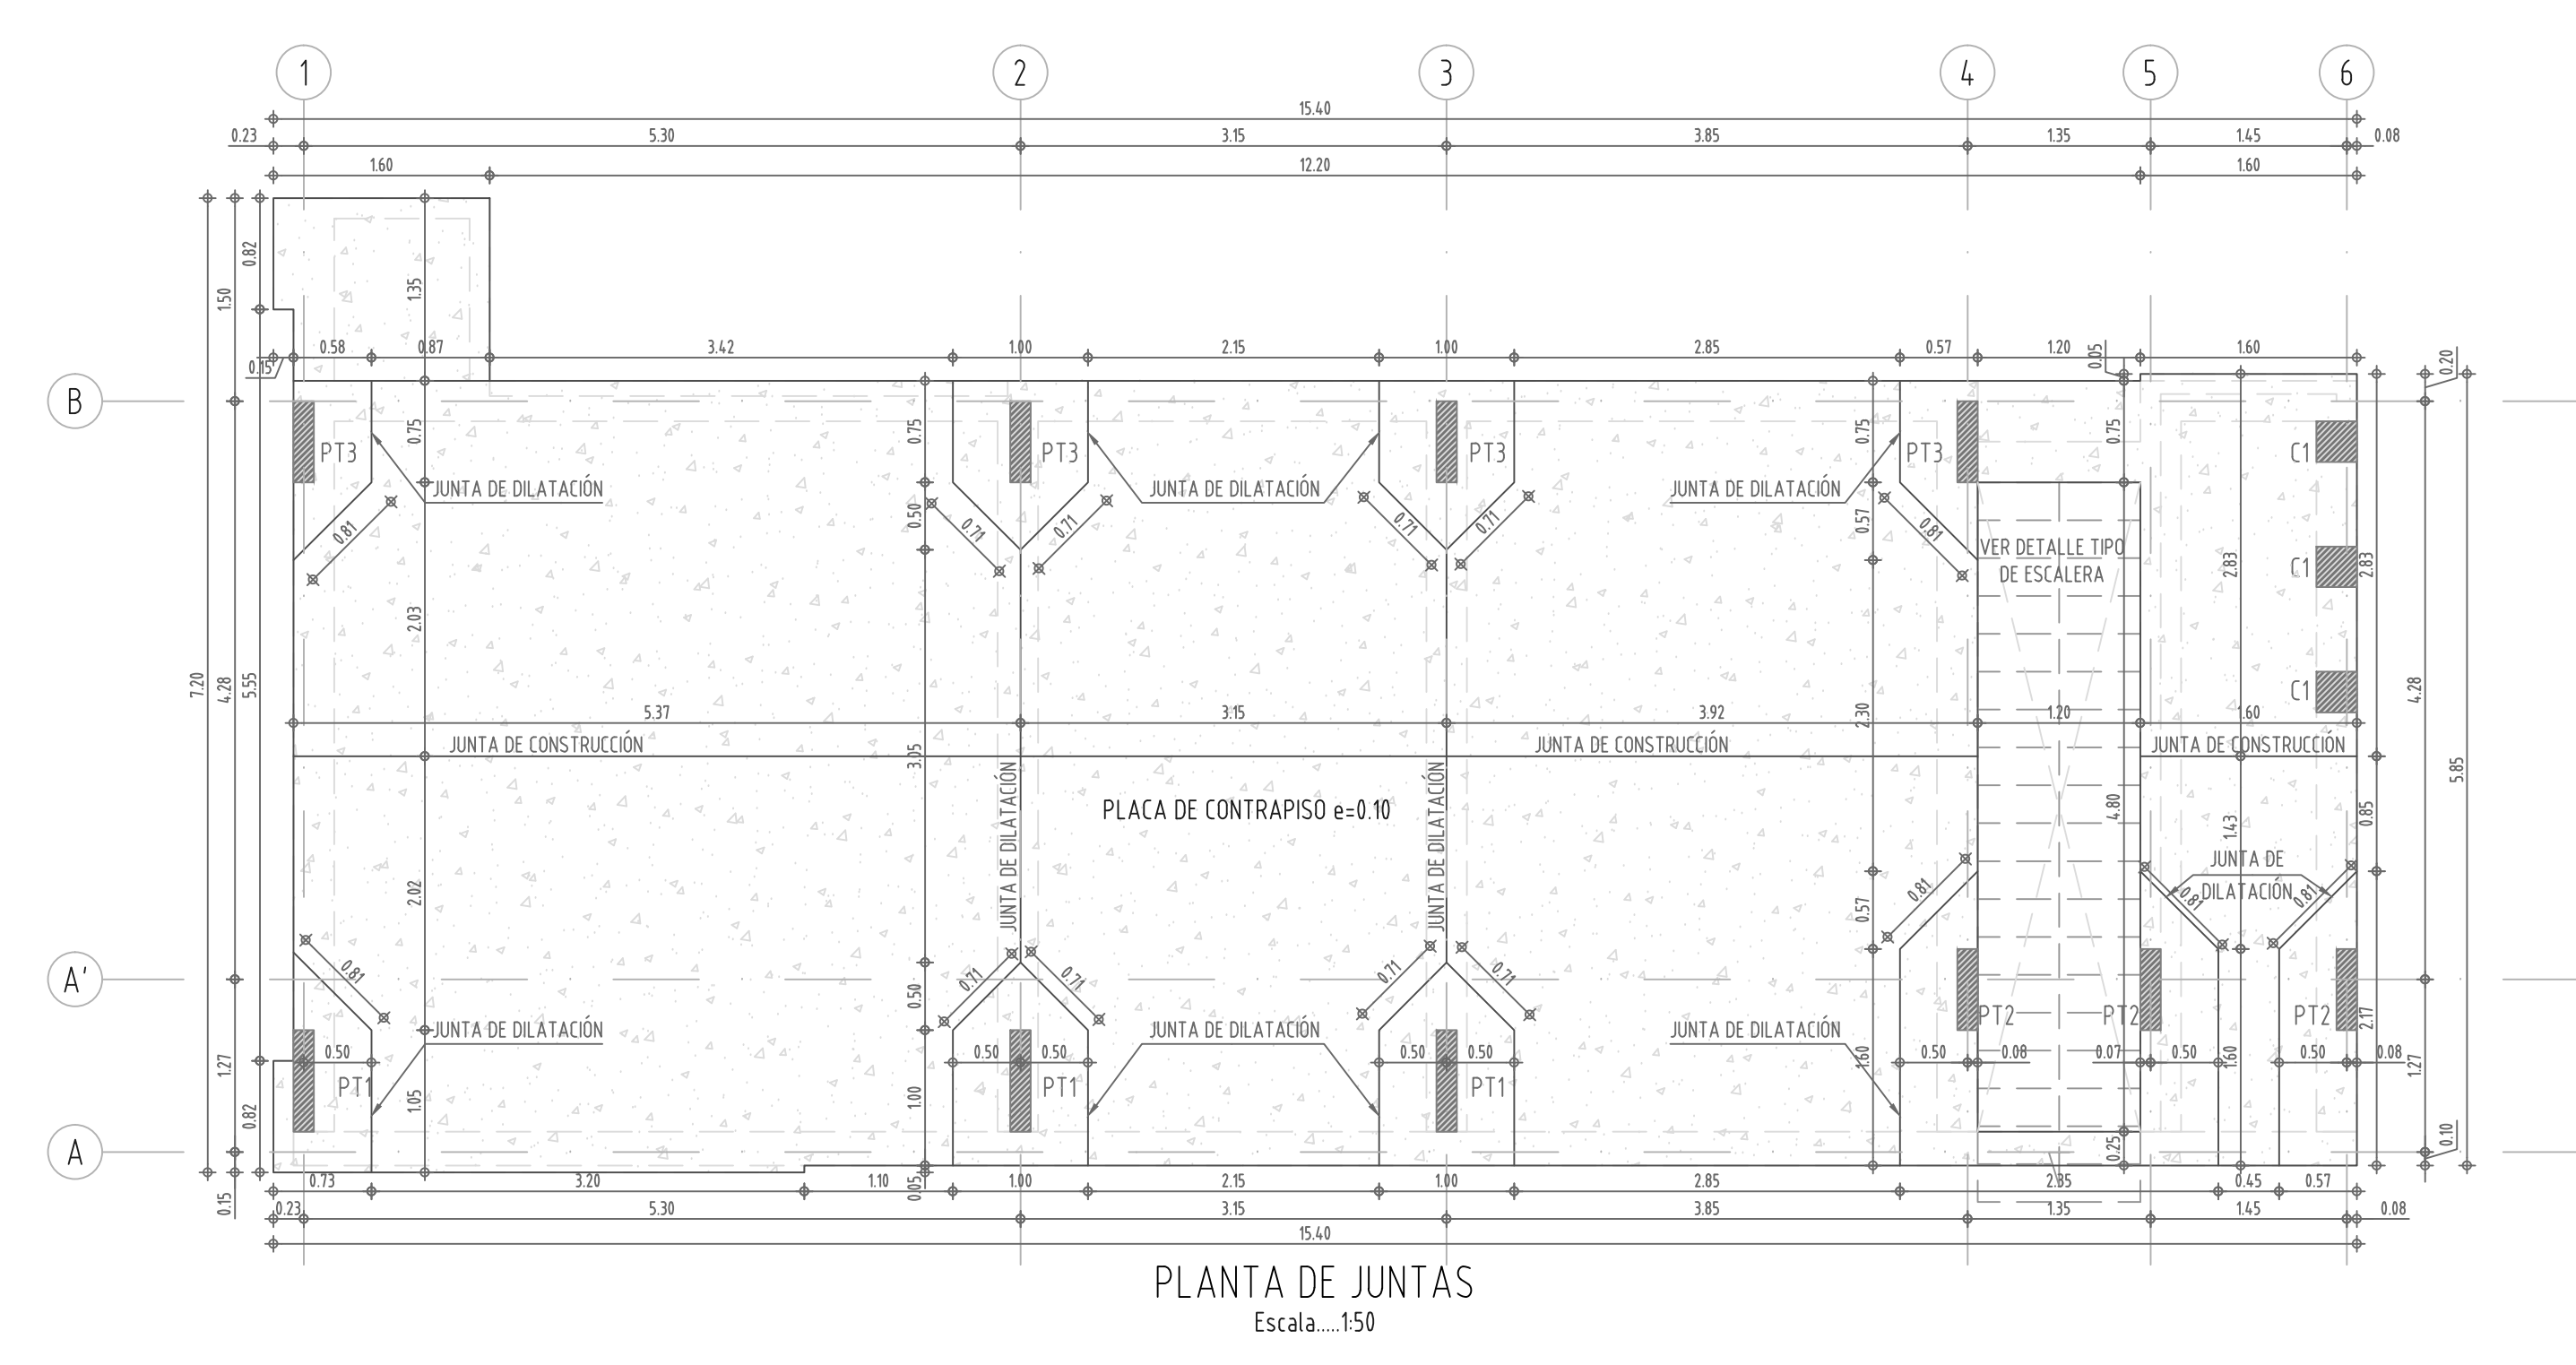 1 2 3 4 5 6
15.40
0.23 5.30 3.15 3.85 1.35 1.45 0.08
1.60 12.20 1.60
0.82
1.50
1.35
0.15 0.58 0.87 3.42 1.00 2.15 1.00 2.85 0.57 1.20 0.05 1.60 0.20
B
0.75 0.75 0.75 0.75
PT3 PT3 PT3 PT3 C1
JUNTA DE DILATACIÓN JUNTA DE DILATACIÓN JUNTA DE DILATACIÓN
0.81 0.50 0.71 0.71 0.71 0.71 0.57 0.81
VER DETALLE TIPO
DE ESCALERA
2.83 C1 2.83
2.03
7.20 4.28 5.55 C1 4.28
5.37 3.15 3.92 1.20 1.60
2.30
JUNTA DE CONSTRUCCIÓN JUNTA DE CONSTRUCCIÓN JUNTA DE CONSTRUCCIÓN
3.05 5.85
JUNTA DE DILATACIÓN JUNTA DE DILATACIÓN
PLACA DE CONTRAPISO e=0.10
4.80 1.43 0.85
JUNTA DE
DILATACIÓN
2.02 0.57 0.81 0.81 0.81
A'
0.81 0.71 0.71 0.71 0.71
0.50
JUNTA DE DILATACIÓN JUNTA DE DILATACIÓN JUNTA DE DILATACIÓN
PT2 PT2 PT2 2.17
1.27 0.50 0.50 0.50 0.50 0.50 1.60 0.50 0.08 0.07 0.50 1.60 0.50 0.08 1.27
PT1 PT1 PT1
0.82 1.05 1.00
A 0.25 0.10
0.15 0.73 3.20 1.10 0.05 1.00 2.15 1.00 2.85 2.35 0.45 0.57
0.23 5.30 3.15 3.85 1.35 1.45 0.08
15.40
PLANTA DE JUNTAS
Escala.....1:50